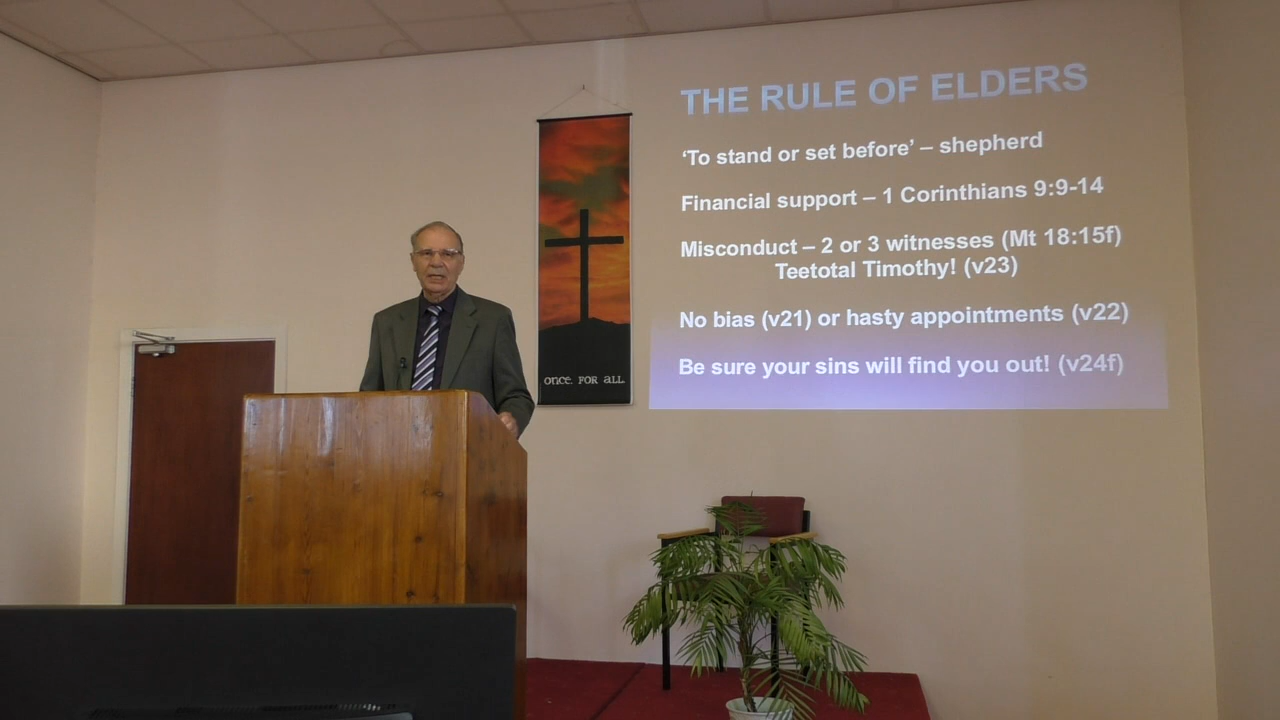 THE RULE OF ELDERS
‘To stand or set before’ – shepherd
Financial support – 1 Corinthians 9:9-14
Misconduct – 2 or 3 witnesses (Mt 18:15f)
Teetotal Timothy! (v23)
No bias (v21) or hasty appointments (v22)
Be sure your sins will find you out! (v24f)
once. FOR all.